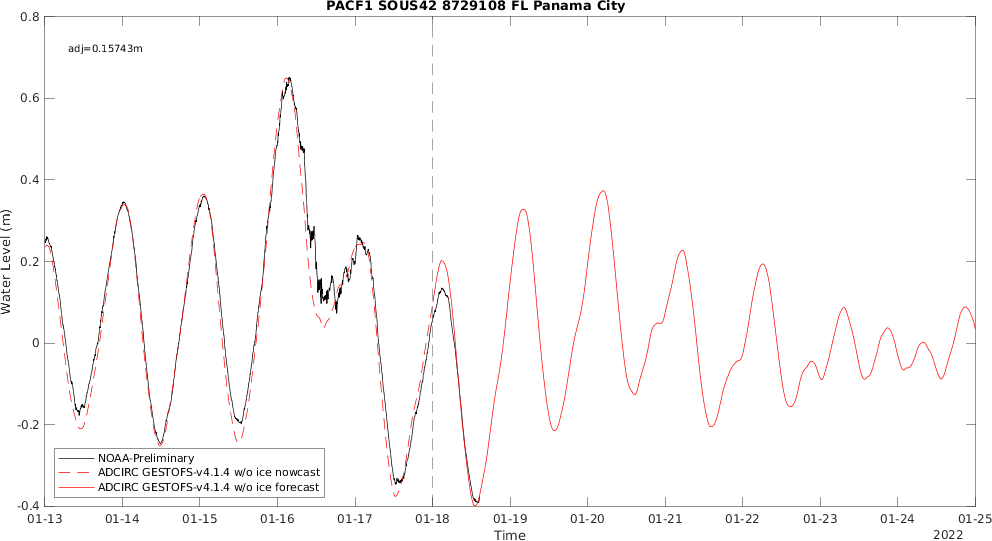 PACF1 SOUS42 8729108 FL Panama City
adj=0.15743m
Water Level (m)
0.8
0.6
0.4
0.2
0
-0.2
-0.4
NOAA-Preliminary
ADCIRC GESTOFS-v4.1.4 w/o ice nowcast
ADCIRC GESTOFS-v4.1.4 w/o ice forecast
01-13 01-14 01-15 01-16 01-17 01-18 01-19 01-20 01-21 01-22 01-23 01-24 01-25
Time
2022